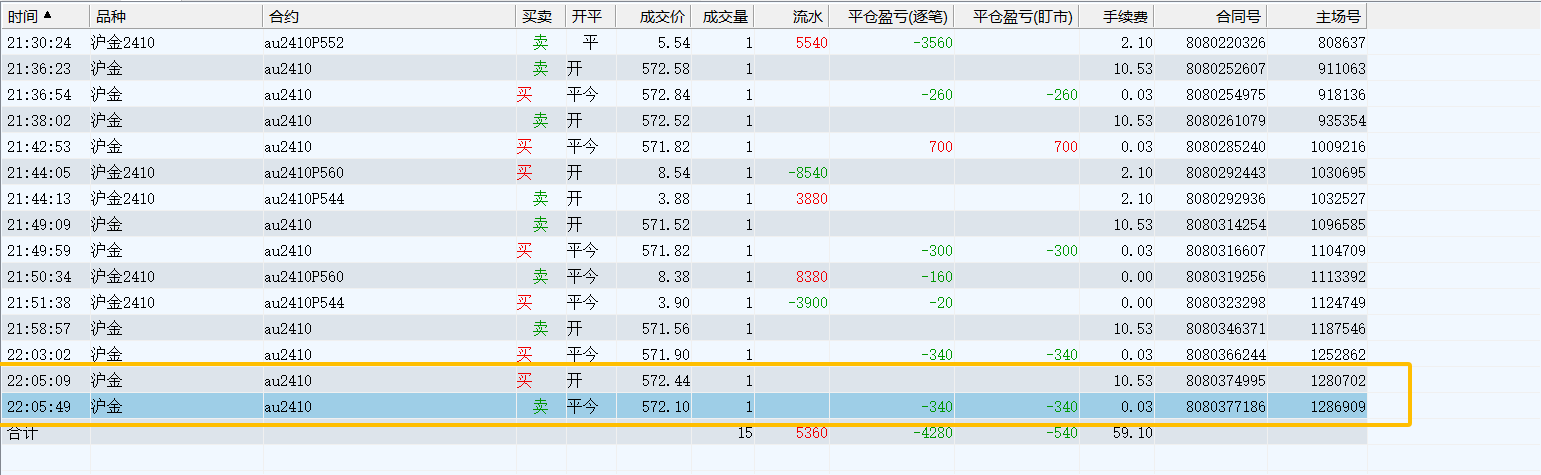 时间▲ 品种 合约 买卖 开平 成交价 成交量 流水 平仓盈亏(逐笔) 平仓盈亏(盯市) 手续费 合同号 主场号
21:30:24 沪金2410 au2410P552 卖 平 5.54 1 5540 -3560 2.10 8080220326 808637
21:36:23 沪金 au2410 卖 开 572.58 1 10.53 8080252607 911063
21:36:54 沪金 au2410 买 平今 572.84 1 -260 -260 0.03 8080254975 918136
21:38:02 沪金 au2410 卖 开 572.52 1 10.53 8080261079 935354
21:42:53 沪金 au2410 买 平今 571.82 1 700 700 0.03 8080285240 1009216
21:44:05 沪金2410 au2410P560 买 开 8.54 1 -8540 2.10 8080292443 1030695
21:44:13 沪金2410 au2410P544 卖 开 3.88 1 3880 2.10 8080292936 1032527
21:49:09 沪金 au2410 卖 开 571.52 1 10.53 8080314254 1096585
21:49:59 沪金 au2410 买 平今 571.82 1 -300 -300 0.03 8080316607 1104709
21:50:34 沪金2410 au2410P560 卖 平今 8.38 1 8380 -160 0.00 8080319256 1113392
21:51:38 沪金2410 au2410P544 买 平今 3.90 1 -3900 -20 0.00 8080323298 1124749
21:58:57 沪金 au2410 卖 开 571.56 1 10.53 8080346371 1187546
22:03:02 沪金 au2410 买 平今 571.90 1 -340 -340 0.03 8080366244 1252862
22:05:09 沪金 au2410 买 开 572.44 1 10.53 8080374995 1280702
22:05:49 沪金 au2410 卖 平今 572.10 1 -340 -340 0.03 8080377186 1286909
合计 15 5360 -4280 -540 59.10